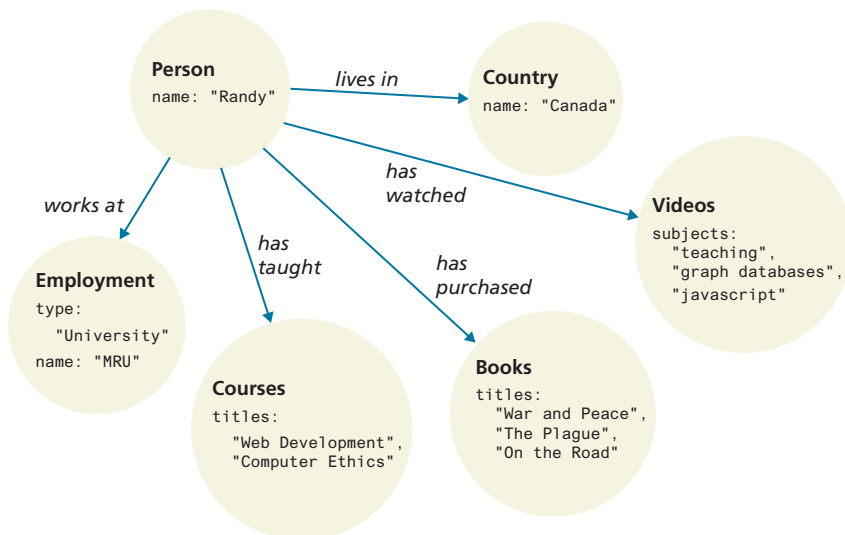 Person
name: "Randy"
lives in
Country
name: "Canada"
has
watched
Videos
subjects:
"teaching",
"graph databases",
"javascript"
works at
Employment
type:
"University"
name: "MRU"
has
taught
Courses
titles:
"Web Development",
"Computer Ethics"
has
purchased
Books
titles:
"War and Peace",
"The Plague",
"On the Road"